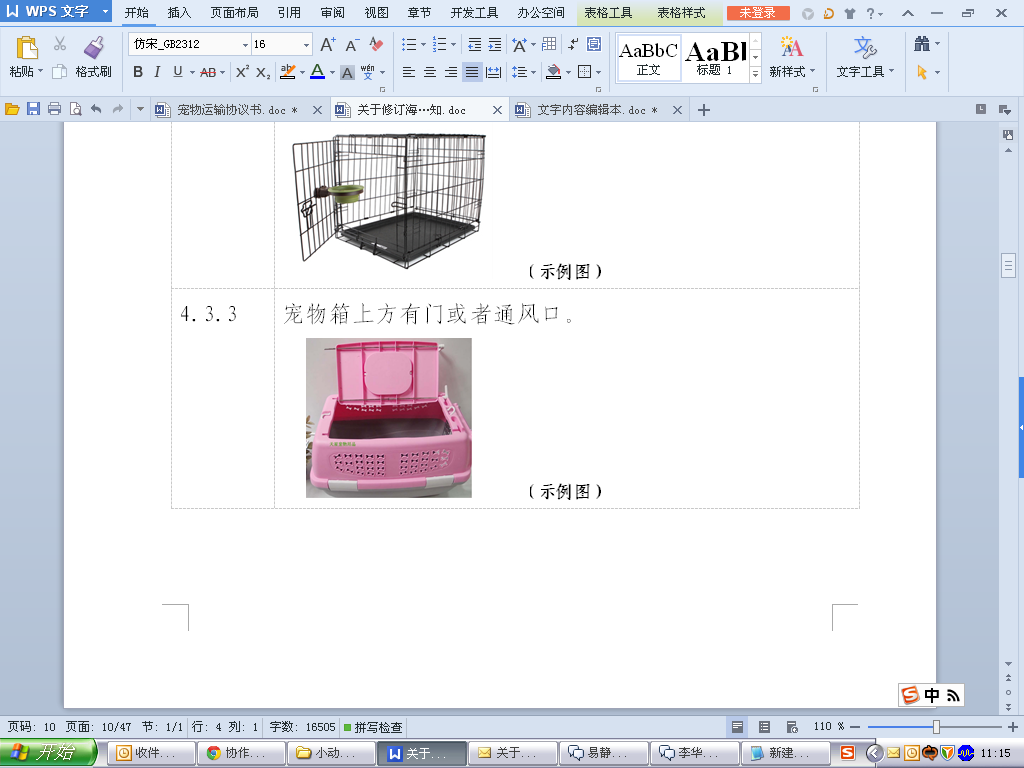 WPS 文字
开始 插入 页面布局 引用 审阅 视图 章节 开发工具 办公空间 表格工具 表格样式 未登录
粘贴 格式刷 仿宋_GB2312 16 AaBbC 正文 AaBl 标题 1 新样式 文字工具
宠物运输协议书.doc *
关于修订海…知.doc
文字内容编辑本.doc *
(示例图)
4.3.3 宠物箱上方有门或者通风口。
(示例图)
中
页码: 10 页面: 10/47 节: 1/1 行: 4 列: 1 字数: 16505 拼写检查 110 %
开始 收件... 协作... 小动... 关于... 关于... 易静... 李华... 新建... 11:15